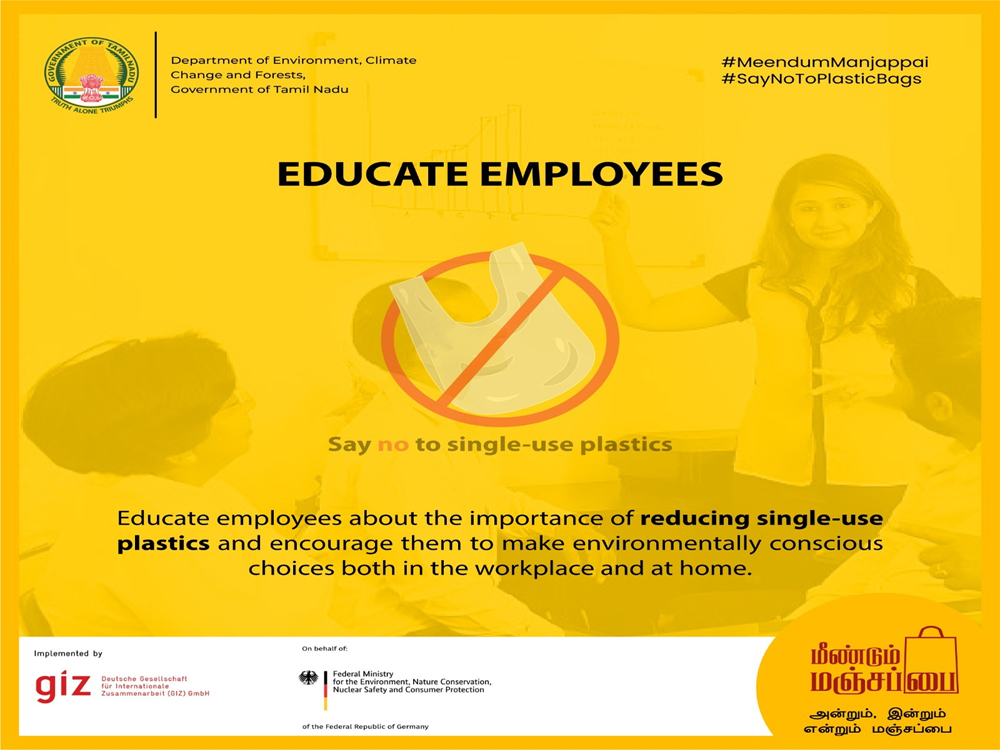 GOVERNMENT OF TAMILNADU
TRUTH ALONE TRIUMPHS
Department of Environment, Climate
Change and Forests,
Government of Tamil Nadu
#MeendumManjappai
#SayNoToPlasticBags
EDUCATE EMPLOYEES
Say no to single-use plastics
Educate employees about the importance of reducing single-use
plastics and encourage them to make environmentally conscious
choices both in the workplace and at home.
Implemented by
giz
Deutsche Gesellschaft
für Internationale
Zusammenarbeit (GIZ) GmbH
On behalf of:
Federal Ministry
for the Environment, Nature Conservation,
Nuclear Safety and Consumer Protection
of the Federal Republic of Germany
மீண்டும்
மஞ்சப்பை
அன்றும், இன்றும்
என்றும் மஞ்சப்பை